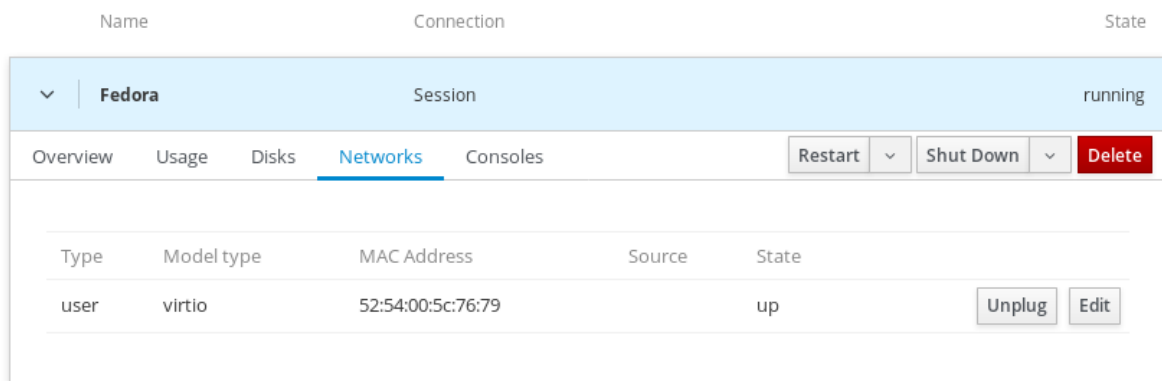 Name Connection State
Fedora Session running
Overview Usage Disks Networks Consoles Restart Shut Down Delete
Type Model type MAC Address Source State
user virtio 52:54:00:5c:76:79 up Unplug Edit